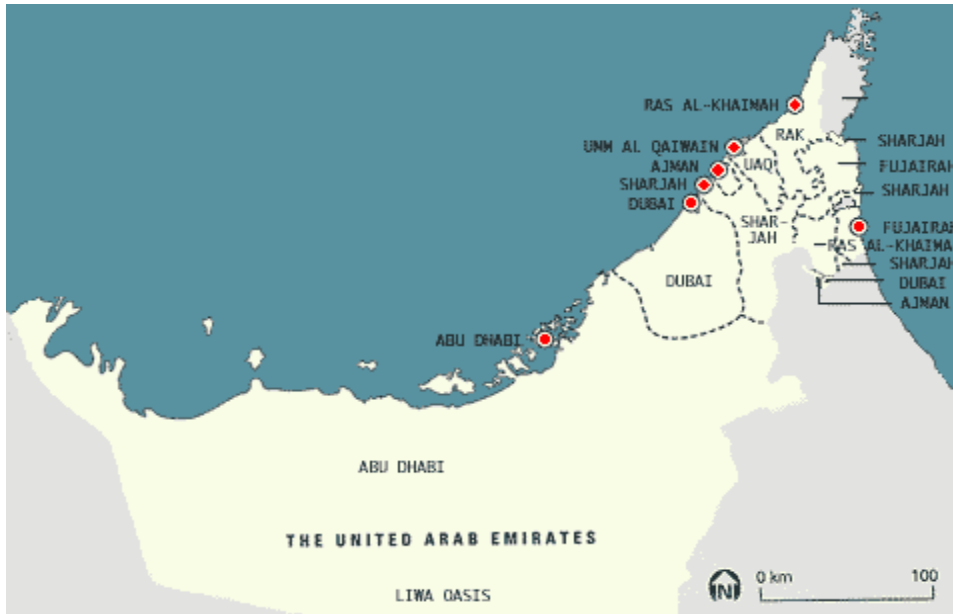 RAS AL-KHAIMAH
RAK
SHARJAH
UMM AL QAIWAIN
UAQ
FUJAIRAH
AJMAN
SHARJAH
SHARJAH
DUBAI
SHAR-
JAH
FUJAIRAH
RAS AL-KHAIMA
SHARJAH
DUBAI
DUBAI
AJMAN
ABU DHABI
ABU DHABI
THE UNITED ARAB EMIRATES
LIWA OASIS
N
0 km 100